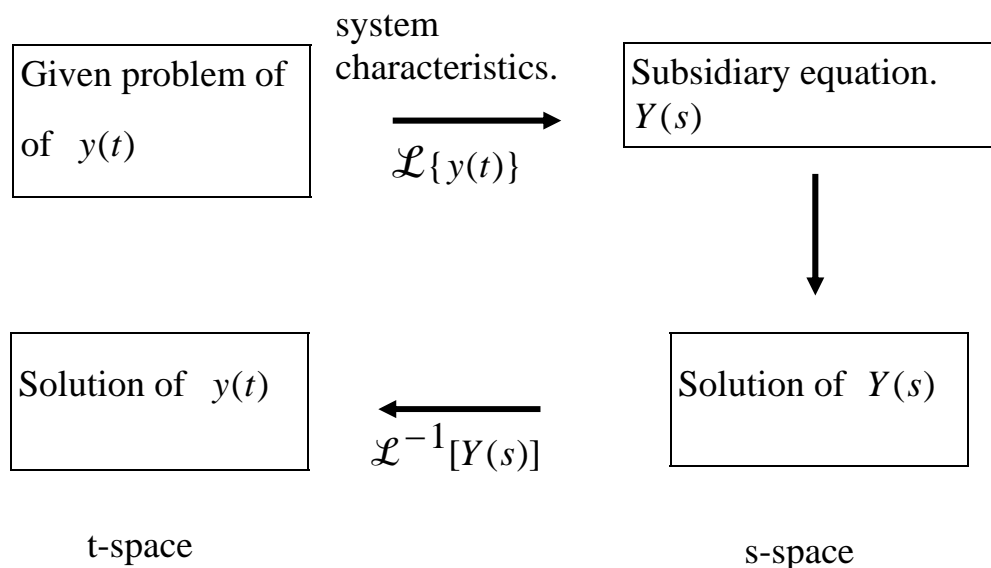 system
characteristics.
Given problem of
of y(t)
ℒ{y(t)}
Subsidiary equation.
Y(s)
Solution of y(t)
ℒ⁻¹[Y(s)]
Solution of Y(s)
t-space
s-space